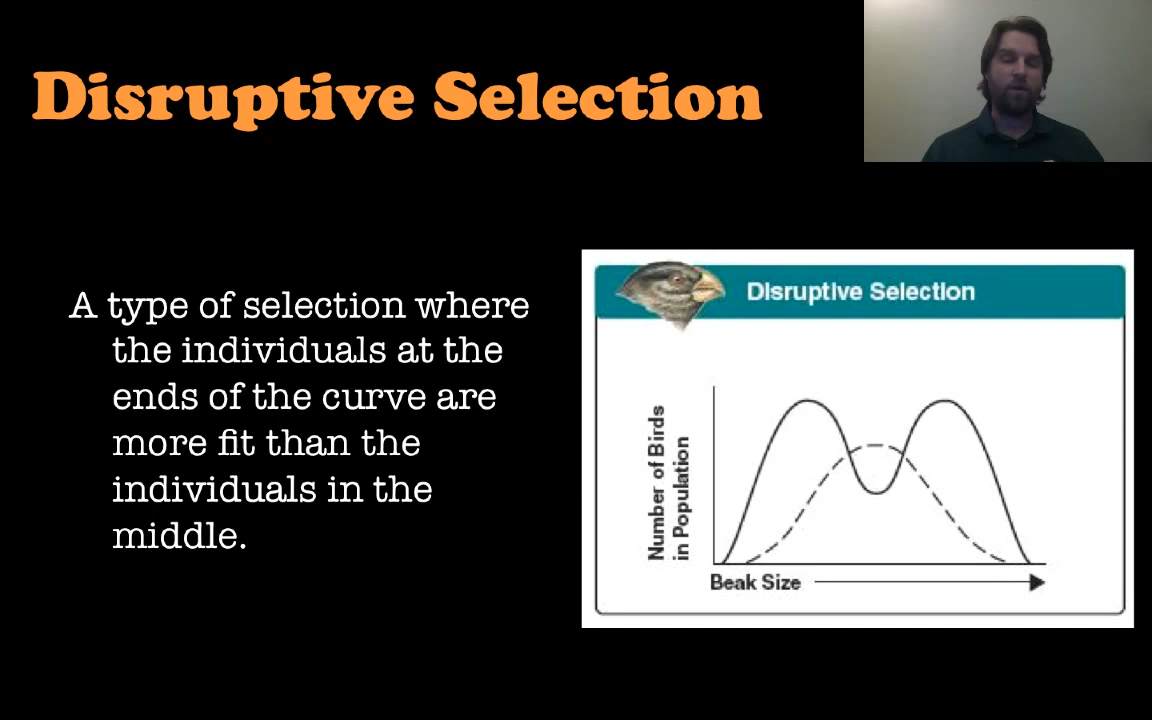 Disruptive Selection
A type of selection where
the individuals at the
ends of the curve are
more fit than the
individuals in the
middle.
Disruptive Selection
Number of Birds
in Population
Beak Size